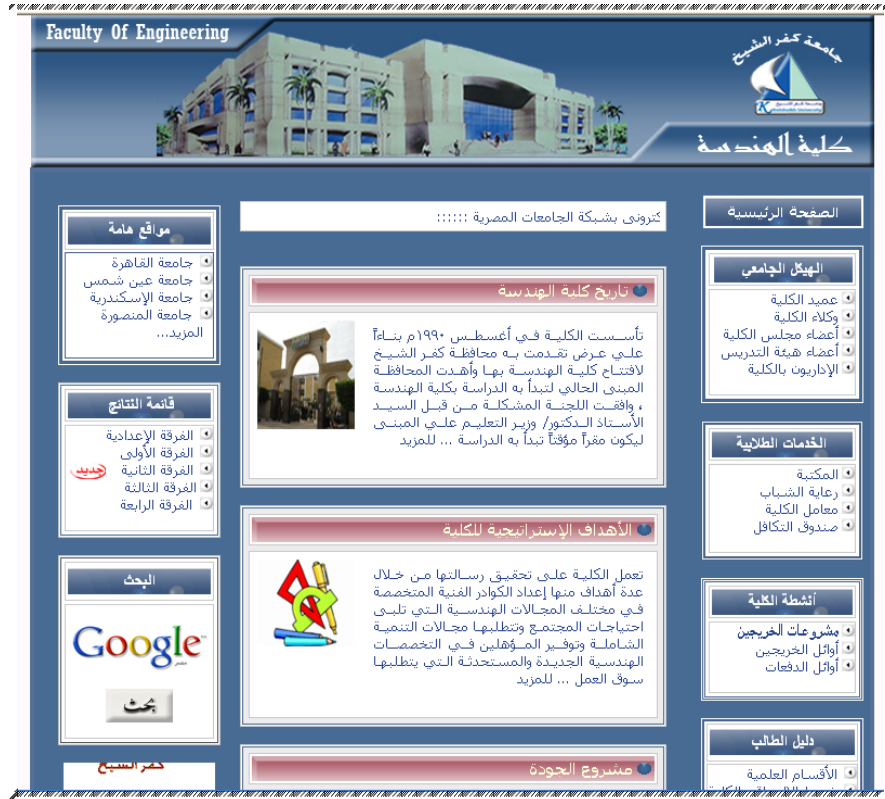 Faculty Of Engineering
جامعة كفر الشيخ
كلية الهندسة
الصفحة الرئيسية
الهيكل الجامعي
عميد الكلية
وكلاء الكلية
أعضاء مجلس الكلية
أعضاء هيئة التدريس
الإداريون بالكلية
الخدمات الطلابية
المكتبة
رعاية الشباب
معامل الكلية
صندوق التكافل
أنشطة الكلية
مشروعات الخريجين
أوائل الخريجين
أوائل الدفعات
دليل الطالب
الأقسام العلمية
كترونى بشبكة الجامعات المصرية ::::::
تاريخ كلية الهندسة
تأسست الكلية في أغسطس ١٩٩٠م بناءاً
علي عرض تقدمت به محافظة كفر الشيخ
لافتتاح كلية الهندسة بها وأهدت المحافظة
المبنى الحالي لتبدأ به الدراسة بكلية الهندسة
، وافقت اللجنة المشكلة من قبل السيد
الأستاذ الدكتور/ وزير التعليم علي المبنى
ليكون مقراً مؤقتاً تبدأ به الدراسة ... للمزيد
الأهداف الإستراتيجية للكلية
تعمل الكلية على تحقيق رسالتها من خلال
عدة أهداف منها إعداد الكوادر الفنية المتخصصة
في مختلف المجالات الهندسية التي تلبى
احتياجات المجتمع وتتطلبها مجالات التنمية
الشاملة وتوفير المؤهلين في التخصصات
الهندسية الجديدة والمستحدثة التي يتطلبها
سوق العمل ... للمزيد
مشروع الجودة
مواقع هامة
جامعة القاهرة
جامعة عين شمس
جامعة الإسكندرية
جامعة المنصورة
المزيد...
قائمة النتائج
الفرقة الإعدادية
الفرقة الأولى
الفرقة الثانية جديد
الفرقة الثالثة
الفرقة الرابعة
البحث
Google
مصر
بحث
كفر الشيخ